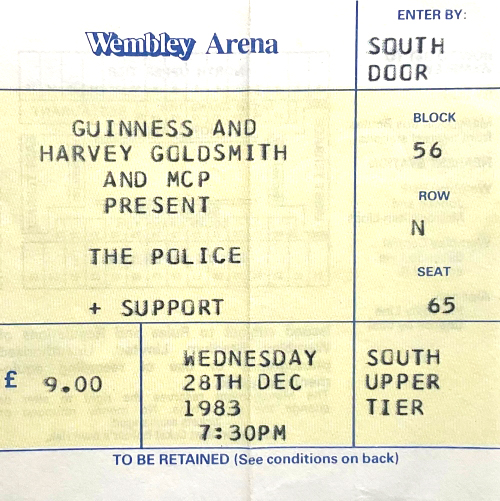 Wembley Arena
ENTER BY:
SOUTH
DOOR
GUINNESS AND
HARVEY GOLDSMITH
AND MCP
PRESENT
THE POLICE
+ SUPPORT
BLOCK
56
ROW
N
SEAT
65
£ 9.00
WEDNESDAY
28TH DEC
1983
7:30PM
SOUTH
UPPER
TIER
TO BE RETAINED (See conditions on back)